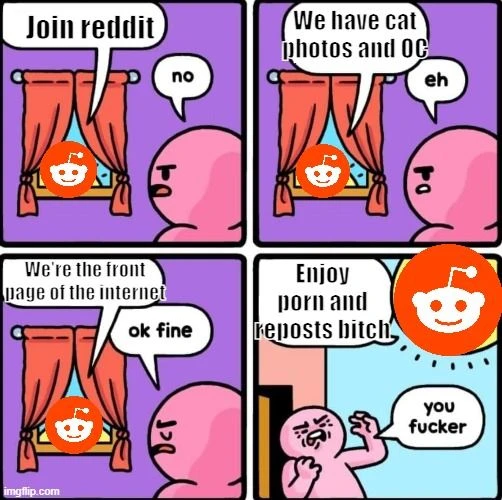 Join reddit
no
We have cat
photos and OC
eh
We're the front
page of the internet
ok fine
Enjoy
porn and
reposts bitch
you
fucker
imgflip.com